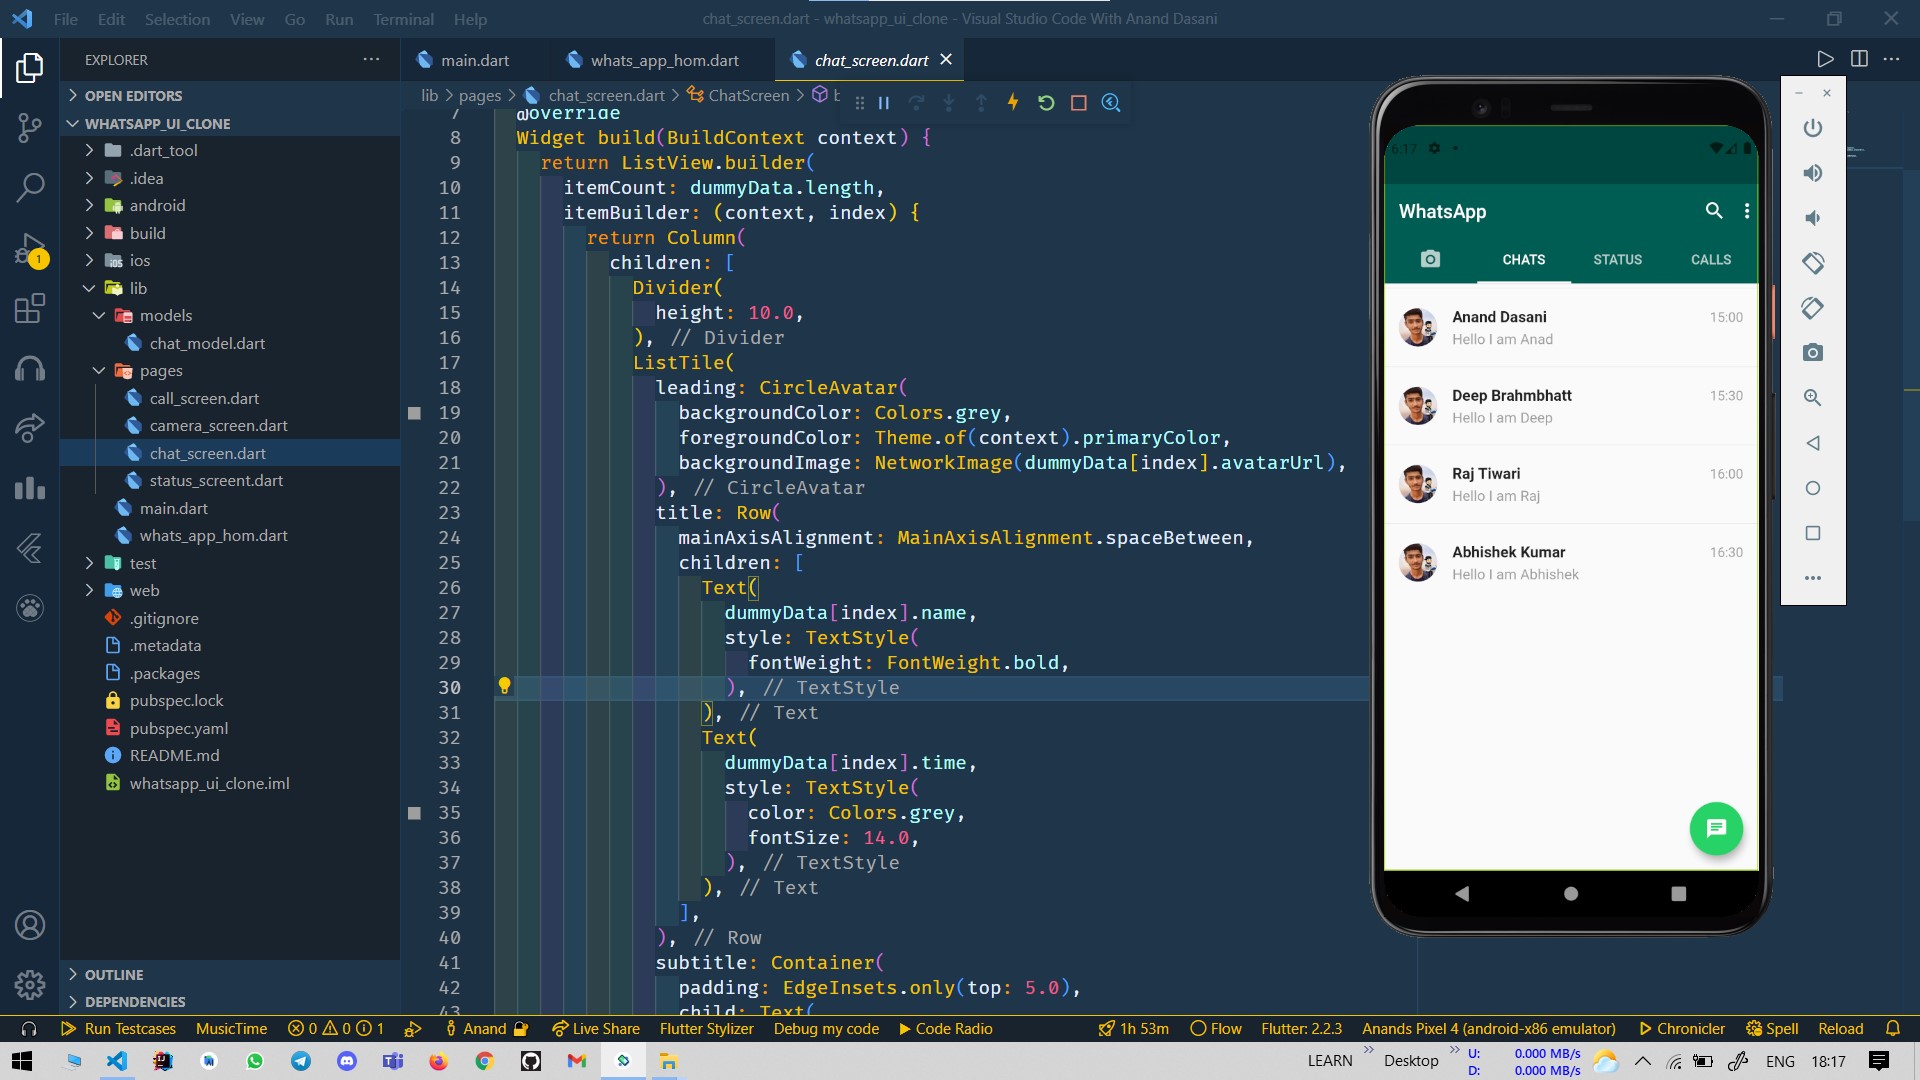 File Edit Selection View Go Run Terminal Help
chat_screen.dart - whatsapp_ui_clone - Visual Studio Code With Anand Dasani
EXPLORER
OPEN EDITORS
WHATSAPP_UI_CLONE
.dart_tool
.idea
android
build
ios
lib
models
chat_model.dart
pages
call_screen.dart
camera_screen.dart
chat_screen.dart
status_screent.dart
main.dart
whats_app_hom.dart
test
web
.gitignore
.metadata
.packages
pubspec.lock
pubspec.yaml
README.md
whatsapp_ui_clone.iml
OUTLINE
DEPENDENCIES
1
main.dart whats_app_hom.dart chat_screen.dart
lib > pages > chat_screen.dart > ChatScreen > b
7 @override
8 Widget build(BuildContext context) {
9 return ListView.builder(
10 itemCount: dummyData.length,
11 itemBuilder: (context, index) {
12 return Column(
13 children: [
14 Divider(
15 height: 10.0,
16 ), // Divider
17 ListTile(
18 leading: CircleAvatar(
19 backgroundColor: Colors.grey,
20 foregroundColor: Theme.of(context).primaryColor,
21 backgroundImage: NetworkImage(dummyData[index].avatarUrl),
22 ), // CircleAvatar
23 title: Row(
24 mainAxisAlignment: MainAxisAlignment.spaceBetween,
25 children: [
26 Text(
27 dummyData[index].name,
28 style: TextStyle(
29 fontWeight: FontWeight.bold,
30 ), // TextStyle
31 ), // Text
32 Text(
33 dummyData[index].time,
34 style: TextStyle(
35 color: Colors.grey,
36 fontSize: 14.0,
37 ), // TextStyle
38 ), // Text
39 ],
40 ), // Row
41 subtitle: Container(
42 padding: EdgeInsets.only(top: 5.0),
43 child: Text(
6:17
WhatsApp
CHATS STATUS CALLS
Anand Dasani 15:00
Hello I am Anad
Deep Brahmbhatt 15:30
Hello I am Deep
Raj Tiwari 16:00
Hello I am Raj
Abhishek Kumar 16:30
Hello I am Abhishek
Run Testcases MusicTime 0 0 1 Anand Live Share Flutter Stylizer Debug my code Code Radio 1h 53m Flow Flutter: 2.2.3 Anands Pixel 4 (android-x86 emulator) Chronicler Spell Reload
LEARN Desktop U: 0.000 MB/s ENG 18:17
D: 0.000 MB/s